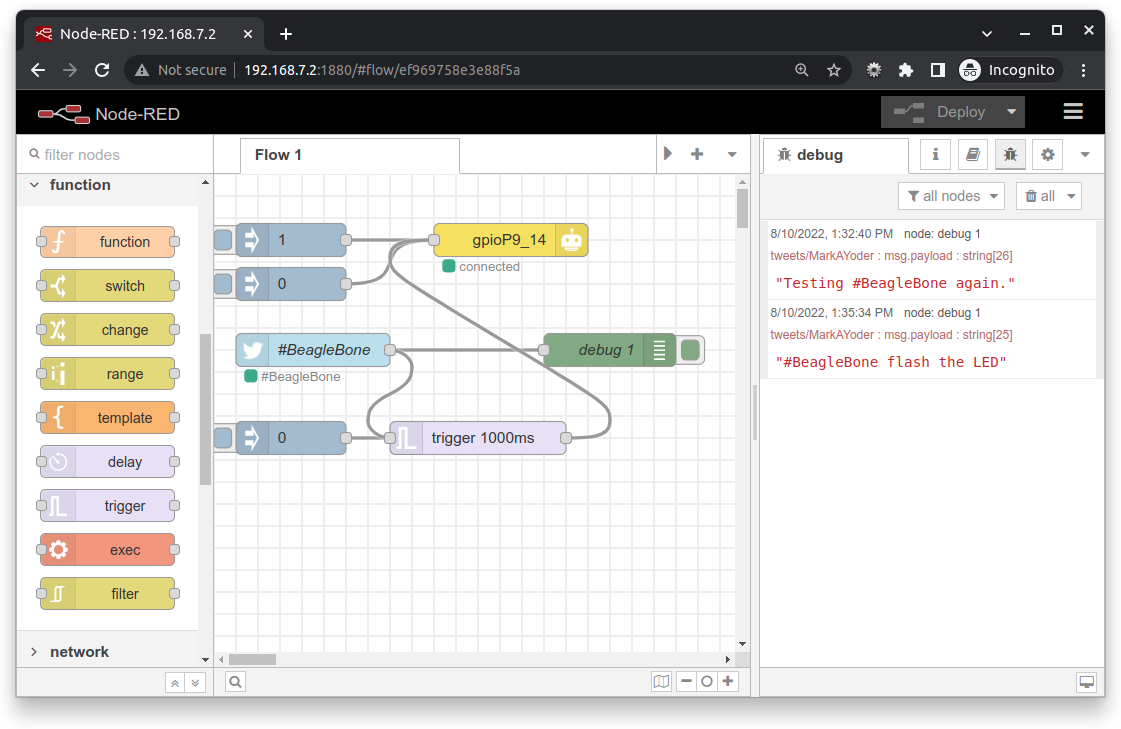 Node-RED : 192.168.7.2
Not secure
192.168.7.2:1880/#flow/ef969758e3e88f5a
Incognito
Node-RED
Deploy
filter nodes
function
function
switch
change
range
template
delay
trigger
exec
filter
network
Flow 1
1
gpioP9_14
connected
0
#BeagleBone
debug 1
#BeagleBone
0
trigger 1000ms
debug
all nodes
all
8/10/2022, 1:32:40 PM node: debug 1
tweets/MarkAYoder : msg.payload : string[26]
"Testing #BeagleBone again."
8/10/2022, 1:35:34 PM node: debug 1
tweets/MarkAYoder : msg.payload : string[25]
"#BeagleBone flash the LED"